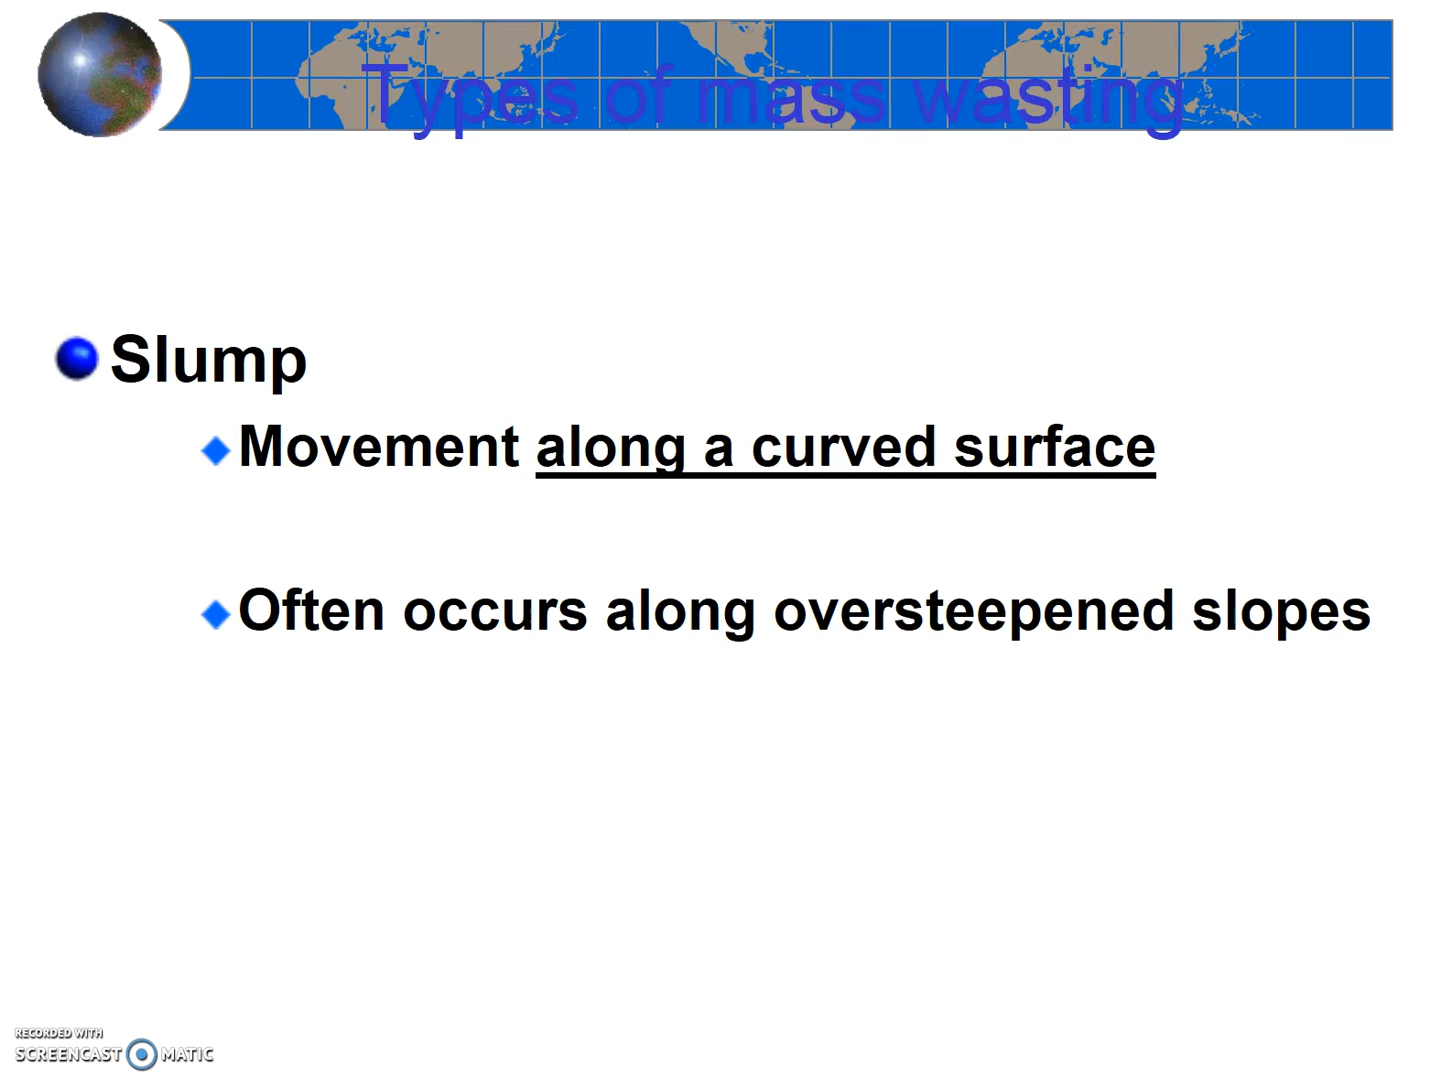 Types of mass wasting
Slump
Movement along a curved surface
Often occurs along oversteepened slopes
RECORDED WITH
SCREENCAST MATIC